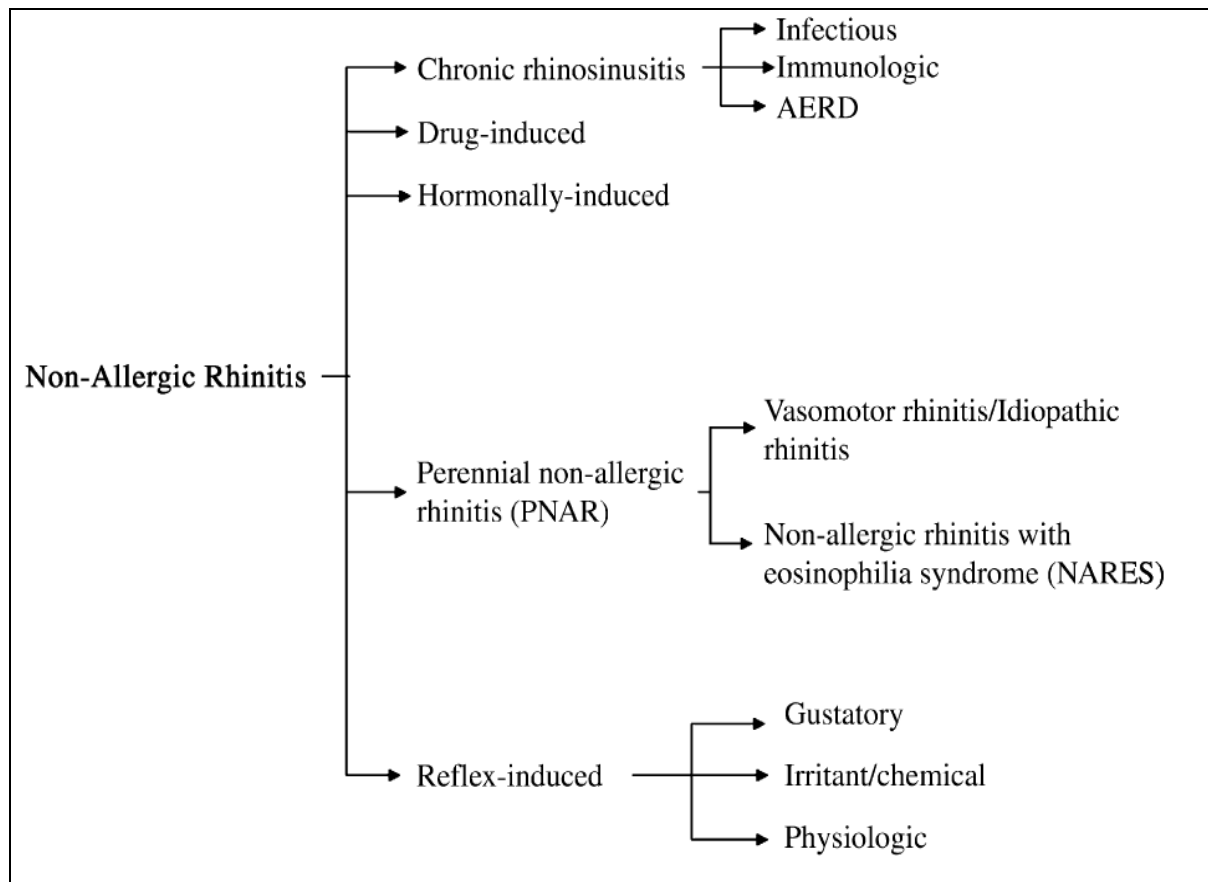 Infectious
Chronic rhinosinusitis
Immunologic
AERD
Drug-induced
Hormonally-induced
Non-Allergic Rhinitis
Vasomotor rhinitis/Idiopathic
rhinitis
Perennial non-allergic
rhinitis (PNAR)
Non-allergic rhinitis with
eosinophilia syndrome (NARES)
Gustatory
Reflex-induced
Irritant/chemical
Physiologic